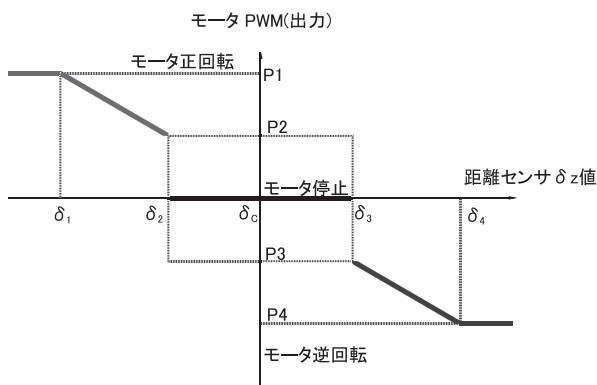 モータ PWM(出力)
モータ正回転
P1
P2
距離センサδz値
モータ停止
δ1
δ2
δC
δ3
δ4
P3
P4
モータ逆回転